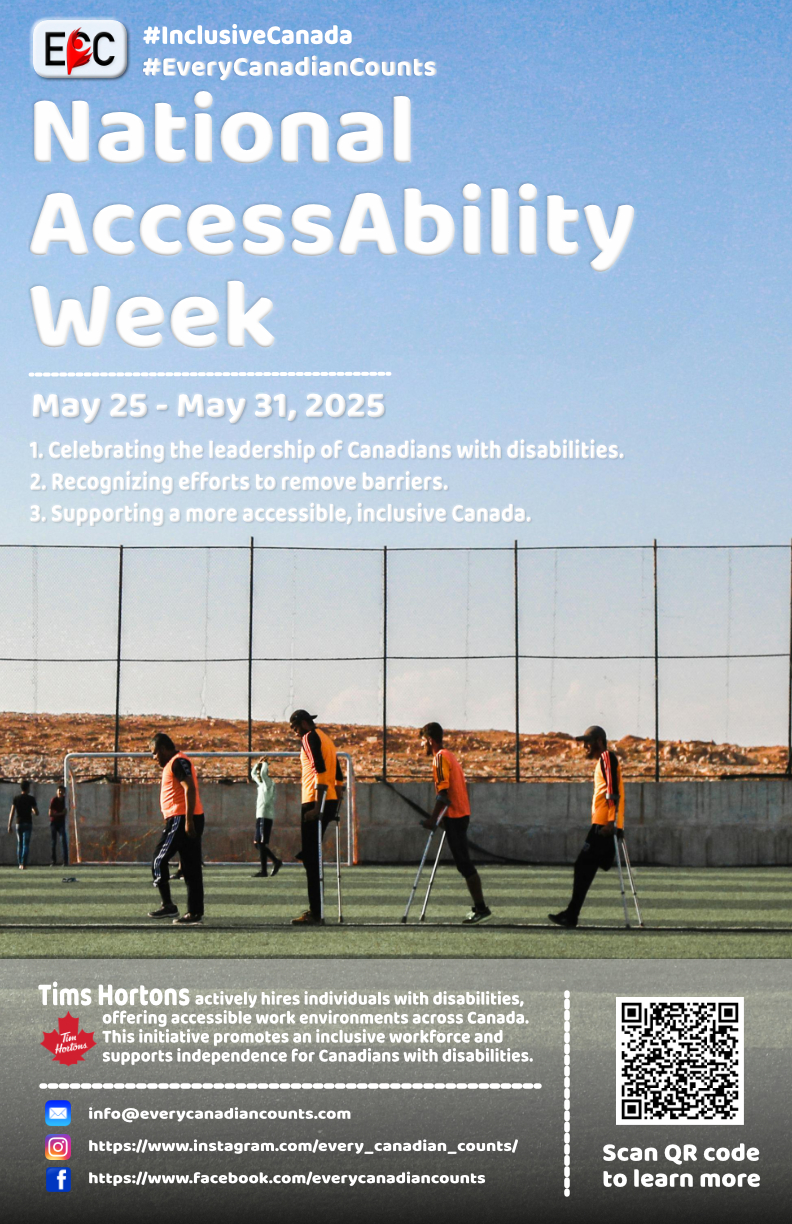 ECC
#InclusiveCanada
#EveryCanadianCounts
National
AccessAbility
Week
May 25 - May 31, 2025
1. Celebrating the leadership of Canadians with disabilities.
2. Recognizing efforts to remove barriers.
3. Supporting a more accessible, inclusive Canada.
Tims Hortons actively hires individuals with disabilities,
offering accessible work environments across Canada.
This initiative promotes an inclusive workforce and
supports independence for Canadians with disabilities.
Tim
Hortons
info@everycanadiancounts.com
https://www.instagram.com/every_canadian_counts/
https://www.facebook.com/everycanadiancounts
Scan QR code
to learn more